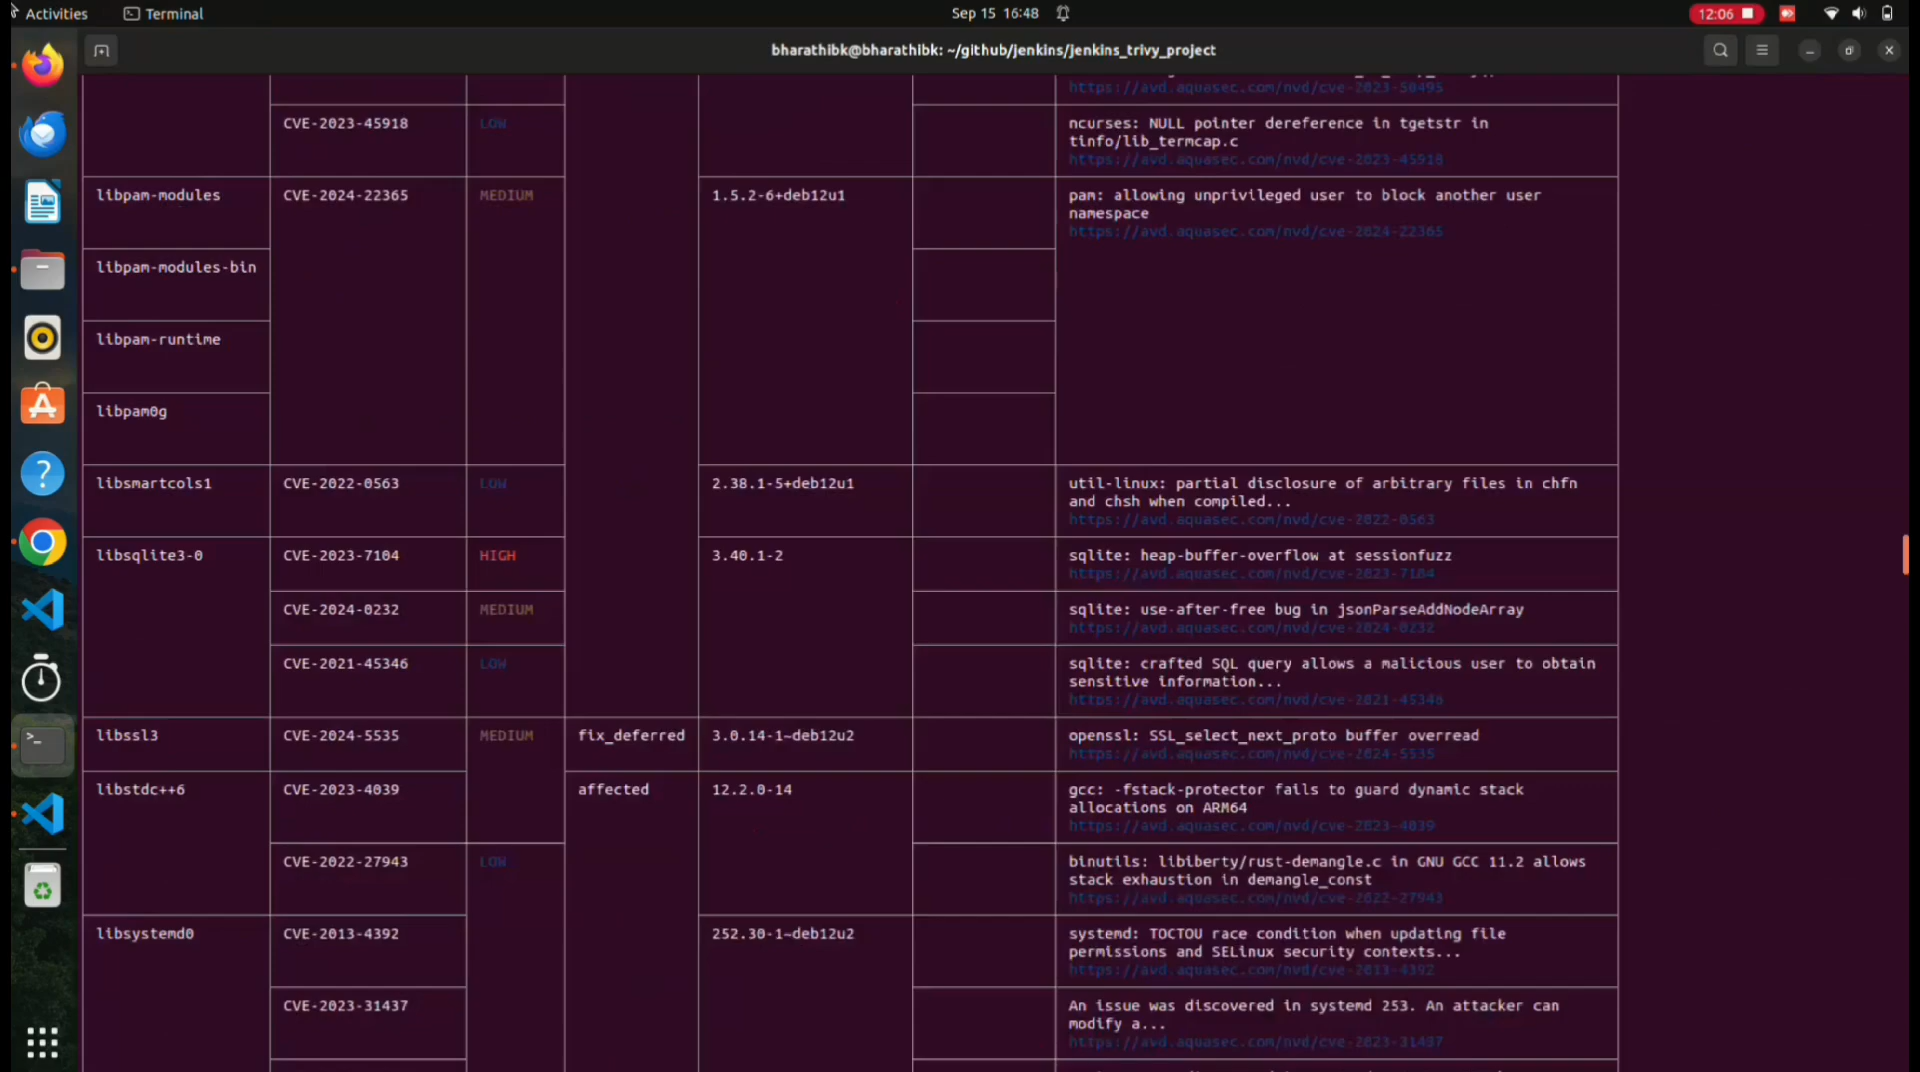 Activities
Terminal
Sep 15 16:48
12:06
bharathibk@bharathibk: ~/github/jenkins/jenkins_trivy_project
https://avd.aquasec.com/nvd/cve-2023-50495
CVE-2023-45918 LOW ncurses: NULL pointer dereference in tgetstr in
tinfo/lib_termcap.c
https://avd.aquasec.com/nvd/cve-2023-45918
libpam-modules CVE-2024-22365 MEDIUM 1.5.2-6+deb12u1 pam: allowing unprivileged user to block another user
namespace
https://avd.aquasec.com/nvd/cve-2024-22365
libpam-modules-bin
libpam-runtime
libpam0g
libsmartcols1 CVE-2022-0563 LOW 2.38.1-5+deb12u1 util-linux: partial disclosure of arbitrary files in chfn
and chsh when compiled...
https://avd.aquasec.com/nvd/cve-2022-0563
libsqlite3-0 CVE-2023-7104 HIGH 3.40.1-2 sqlite: heap-buffer-overflow at sessionfuzz
https://avd.aquasec.com/nvd/cve-2023-7104
CVE-2024-0232 MEDIUM sqlite: use-after-free bug in jsonParseAddNodeArray
https://avd.aquasec.com/nvd/cve-2024-0232
CVE-2021-45346 LOW sqlite: crafted SQL query allows a malicious user to obtain
sensitive information...
https://avd.aquasec.com/nvd/cve-2021-45346
libssl3 CVE-2024-5535 MEDIUM fix_deferred 3.0.14-1~deb12u2 openssl: SSL_select_next_proto buffer overread
https://avd.aquasec.com/nvd/cve-2024-5535
libstdc++6 CVE-2023-4039 affected 12.2.0-14 gcc: -fstack-protector fails to guard dynamic stack
allocations on ARM64
https://avd.aquasec.com/nvd/cve-2023-4039
CVE-2022-27943 LOW binutils: libiberty/rust-demangle.c in GNU GCC 11.2 allows
stack exhaustion in demangle_const
https://avd.aquasec.com/nvd/cve-2022-27943
libsystemd0 CVE-2013-4392 252.30-1~deb12u2 systemd: TOCTOU race condition when updating file
permissions and SELinux security contexts...
https://avd.aquasec.com/nvd/cve-2013-4392
CVE-2023-31437 An issue was discovered in systemd 253. An attacker can
modify a...
https://avd.aquasec.com/nvd/cve-2023-31437